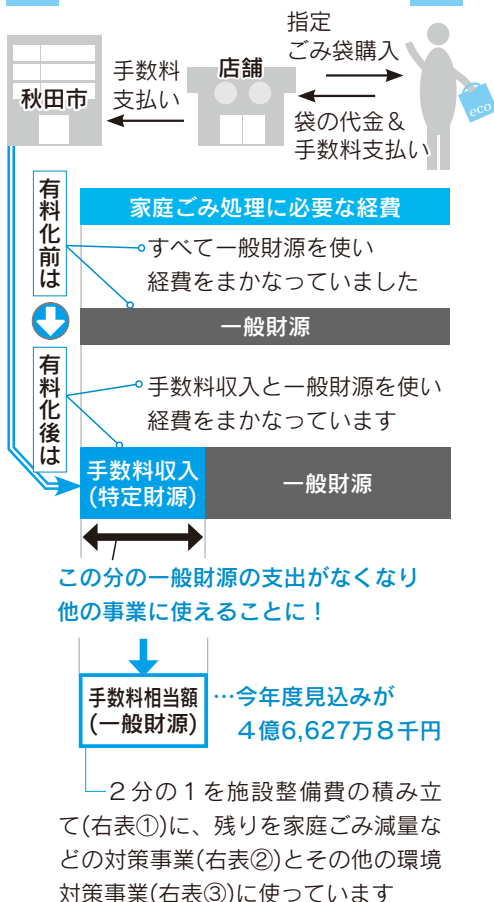 指定
ごみ袋購入
手数料
支払い
店舗
秋田市
eco
袋の代金＆
手数料支払い
有料化前は
家庭ごみ処理に必要な経費
すべて一般財源を使い
経費をまかなっていました
一般財源
有料化後は
手数料収入と一般財源を使い
経費をまかなっています
手数料収入
(特定財源)
一般財源
この分の一般財源の支出がなくなり
他の事業に使えることに！
手数料相当額
(一般財源)
…今年度見込みが
４億6,627万８千円
２分の１を施設整備費の積み立
て(右表①)に、残りを家庭ごみ減量な
どの対策事業(右表②)とその他の環境
対策事業(右表③)に使っています